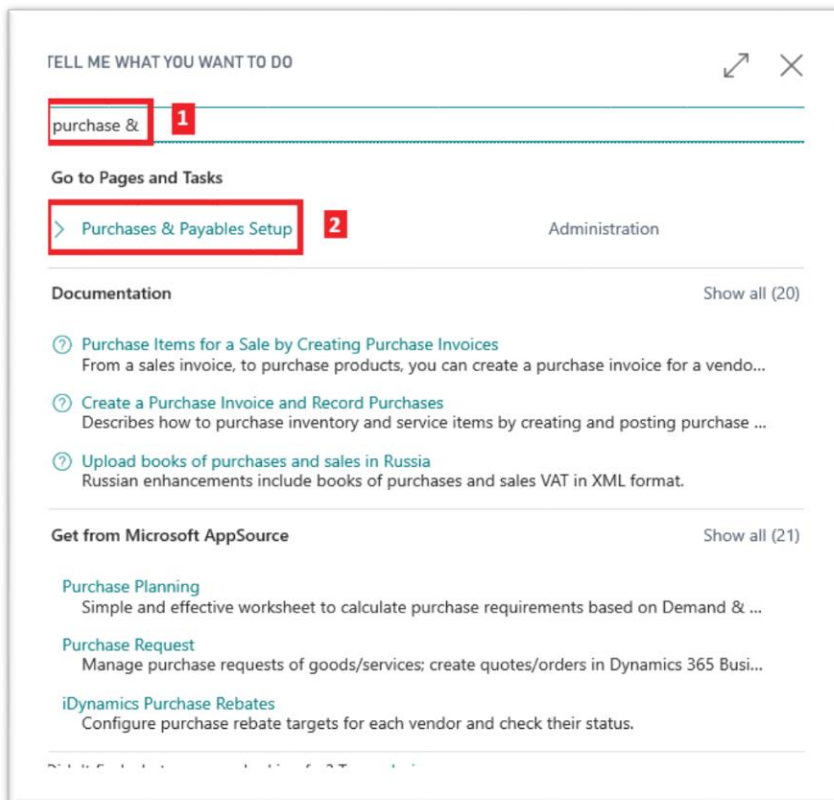 TELL ME WHAT YOU WANT TO DO
purchase &
1
Go to Pages and Tasks
Purchases & Payables Setup
2
Administration
Documentation
Show all (20)
Purchase Items for a Sale by Creating Purchase Invoices
From a sales invoice, to purchase products, you can create a purchase invoice for a vendo...
Create a Purchase Invoice and Record Purchases
Describes how to purchase inventory and service items by creating and posting purchase ...
Upload books of purchases and sales in Russia
Russian enhancements include books of purchases and sales VAT in XML format.
Get from Microsoft AppSource
Show all (21)
Purchase Planning
Simple and effective worksheet to calculate purchase requirements based on Demand & ...
Purchase Request
Manage purchase requests of goods/services; create quotes/orders in Dynamics 365 Busi...
iDynamics Purchase Rebates
Configure purchase rebate targets for each vendor and check their status.